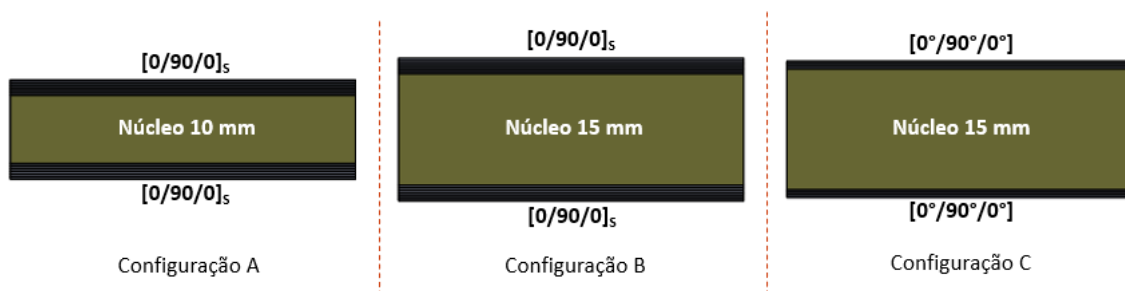 [0/90/0]s
Núcleo 10 mm
[0/90/0]s
Configuração A
[0/90/0]s
Núcleo 15 mm
[0/90/0]s
Configuração B
[0°/90°/0°]
Núcleo 15 mm
[0°/90°/0°]
Configuração C